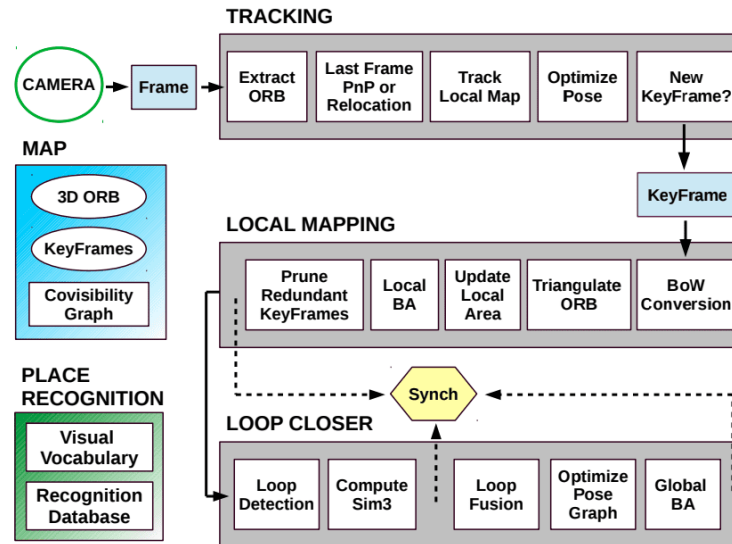 TRACKING
CAMERA
Frame
Extract
ORB
Last Frame
PnP or
Relocation
Track
Local Map
Optimize
Pose
New
KeyFrame?
MAP
3D ORB
KeyFrames
Covisibility
Graph
KeyFrame
LOCAL MAPPING
Prune
Redundant
KeyFrames
Local
BA
Update
Local
Area
Triangulate
ORB
BoW
Conversion
PLACE
RECOGNITION
Visual
Vocabulary
Recognition
Database
Synch
LOOP CLOSER
Loop
Detection
Compute
Sim3
Loop
Fusion
Optimize
Pose
Graph
Global
BA